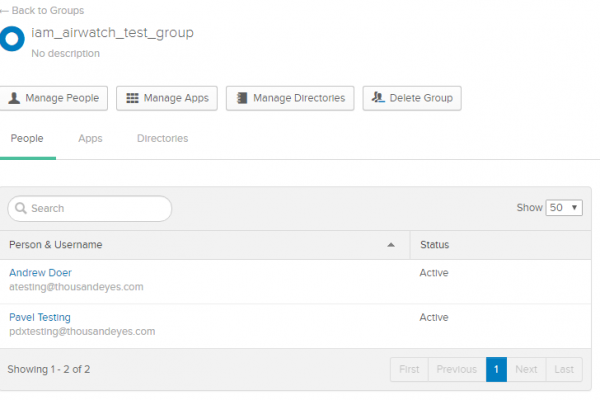 ← Back to Groups
iam_airwatch_test_group
No description
Manage People Manage Apps Manage Directories Delete Group
People Apps Directories
Search Show 50
Person & Username Status
Andrew Doer Active
atesting@thousandeyes.com
Pavel Testing Active
pdxtesting@thousandeyes.com
Showing 1 - 2 of 2 First Previous 1 Next Last